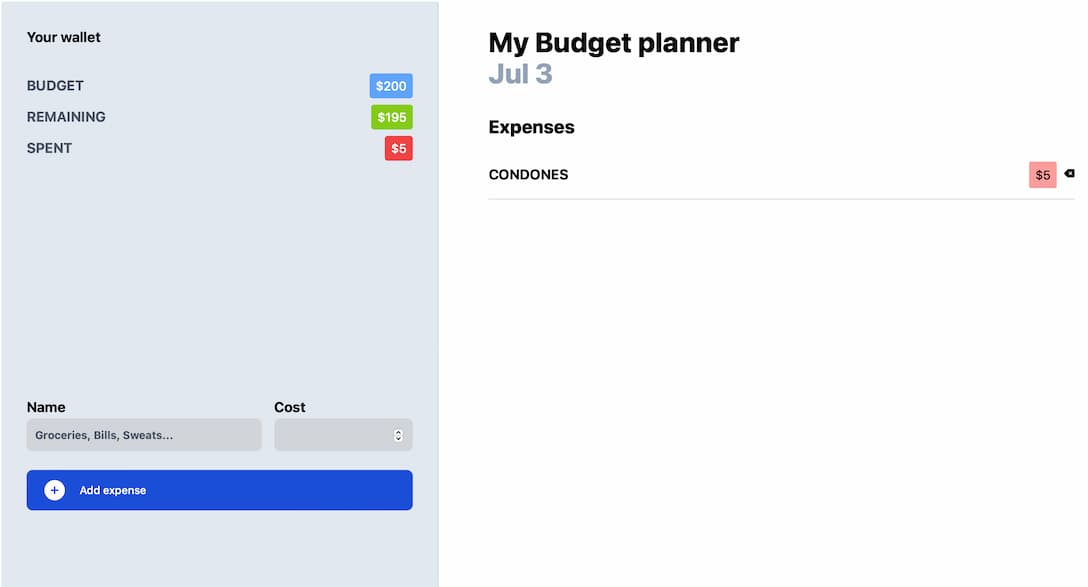 Your wallet
BUDGET $200
REMAINING $195
SPENT $5
Name Cost
Groceries, Bills, Sweats...
Add expense
My Budget planner
Jul 3
Expenses
CONDONES $5